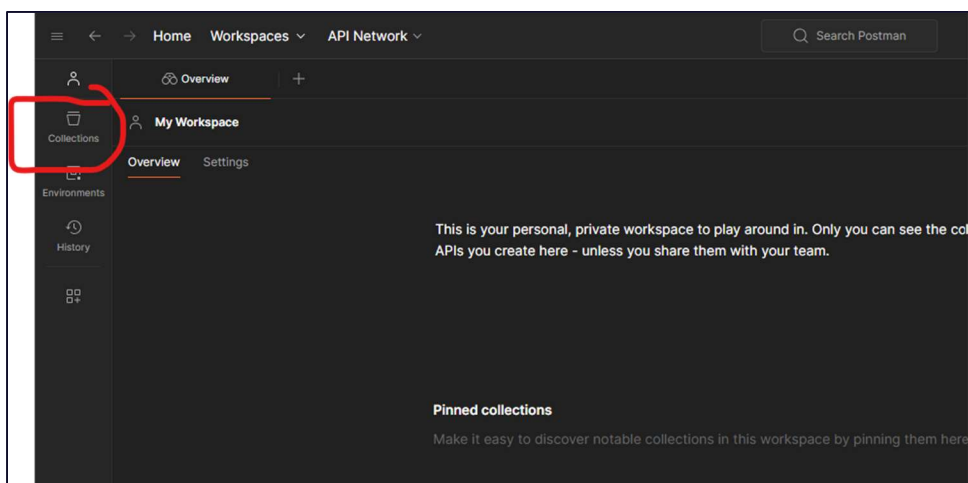 Home Workspaces API Network Search Postman
Overview
Collections
My Workspace
Overview Settings
Environments
History
This is your personal, private workspace to play around in. Only you can see the col
APIs you create here - unless you share them with your team.
Pinned collections
Make it easy to discover notable collections in this workspace by pinning them here